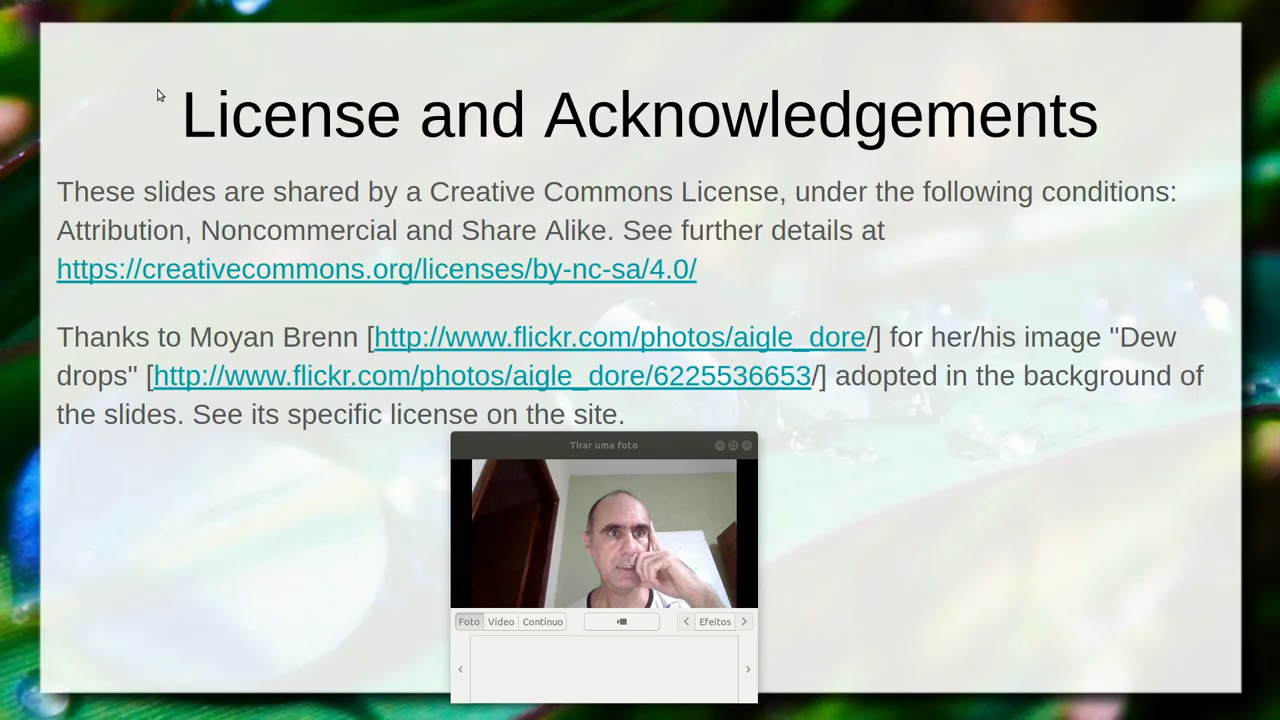 License and Acknowledgements
These slides are shared by a Creative Commons License, under the following conditions:
Attribution, Noncommercial and Share Alike. See further details at
https://creativecommons.org/licenses/by-nc-sa/4.0/
Thanks to Moyan Brenn [http://www.flickr.com/photos/aigle_dore/] for her/his image "Dew
drops" [http://www.flickr.com/photos/aigle_dore/6225536653/] adopted in the background of
the slides. See its specific license on the site.
Tirar uma foto
Foto Vídeo Contínuo Efeitos